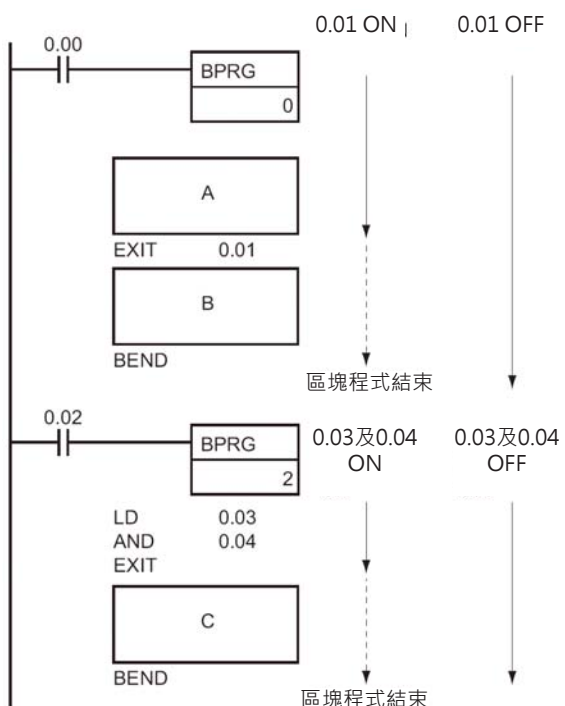 0.01 ON
0.01 OFF
0.00
BPRG
0
A
EXIT 0.01
B
BEND
區塊程式結束
0.02
BPRG
2
0.03及0.04
ON
0.03及0.04
OFF
LD 0.03
AND 0.04
EXIT
C
BEND
區塊程式結束